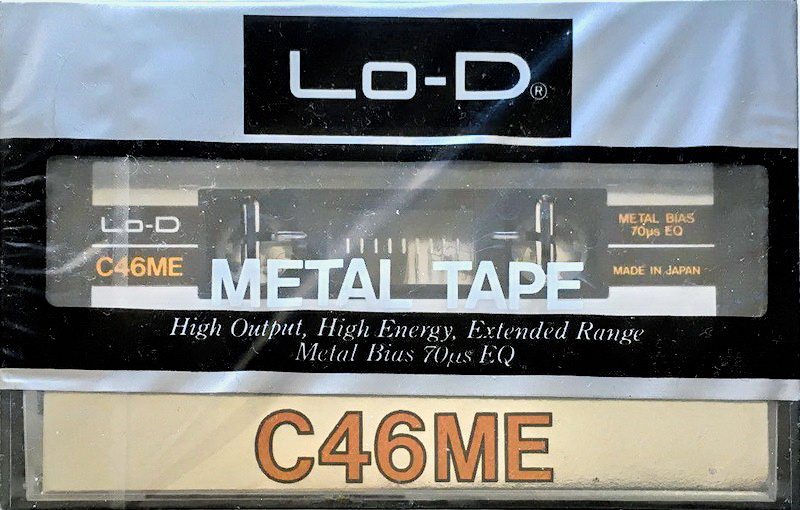 Lo-D®
Lo-D
C46ME
METAL BIAS
70µs EQ
MADE IN JAPAN
METAL TAPE
High Output, High Energy, Extended Range
Metal Bias 70µs EQ
C46ME